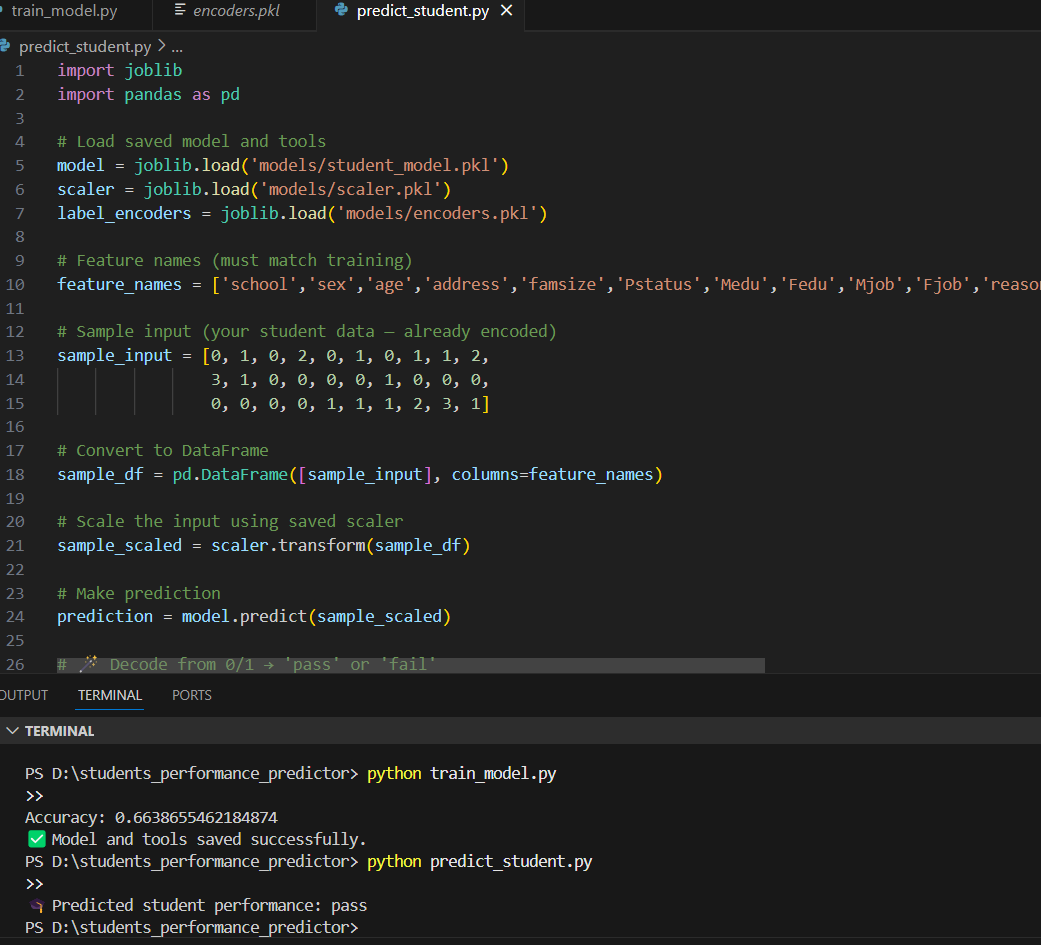 train_model.py
encoders.pkl
predict_student.py ×
predict_student.py > ...
1 import joblib
2 import pandas as pd
3
4 # Load saved model and tools
5 model = joblib.load('models/student_model.pkl')
6 scaler = joblib.load('models/scaler.pkl')
7 label_encoders = joblib.load('models/encoders.pkl')
8
9 # Feature names (must match training)
10 feature_names = ['school','sex','age','address','famsize','Pstatus','Medu','Fedu','Mjob','Fjob','reaso
11
12 # Sample input (your student data — already encoded)
13 sample_input = [0, 1, 0, 2, 0, 1, 0, 1, 1, 2,
14 3, 1, 0, 0, 0, 0, 1, 0, 0, 0,
15 0, 0, 0, 0, 1, 1, 1, 2, 3, 1]
16
17 # Convert to DataFrame
18 sample_df = pd.DataFrame([sample_input], columns=feature_names)
19
20 # Scale the input using saved scaler
21 sample_scaled = scaler.transform(sample_df)
22
23 # Make prediction
24 prediction = model.predict(sample_scaled)
25
26 # 🪄 Decode from 0/1 → 'pass' or 'fail'
OUTPUT
TERMINAL
PORTS
TERMINAL
PS D:\students_performance_predictor> python train_model.py
>>
Accuracy: 0.6638655462184874
✅ Model and tools saved successfully.
PS D:\students_performance_predictor> python predict_student.py
>>
🎓 Predicted student performance: pass
PS D:\students_performance_predictor>